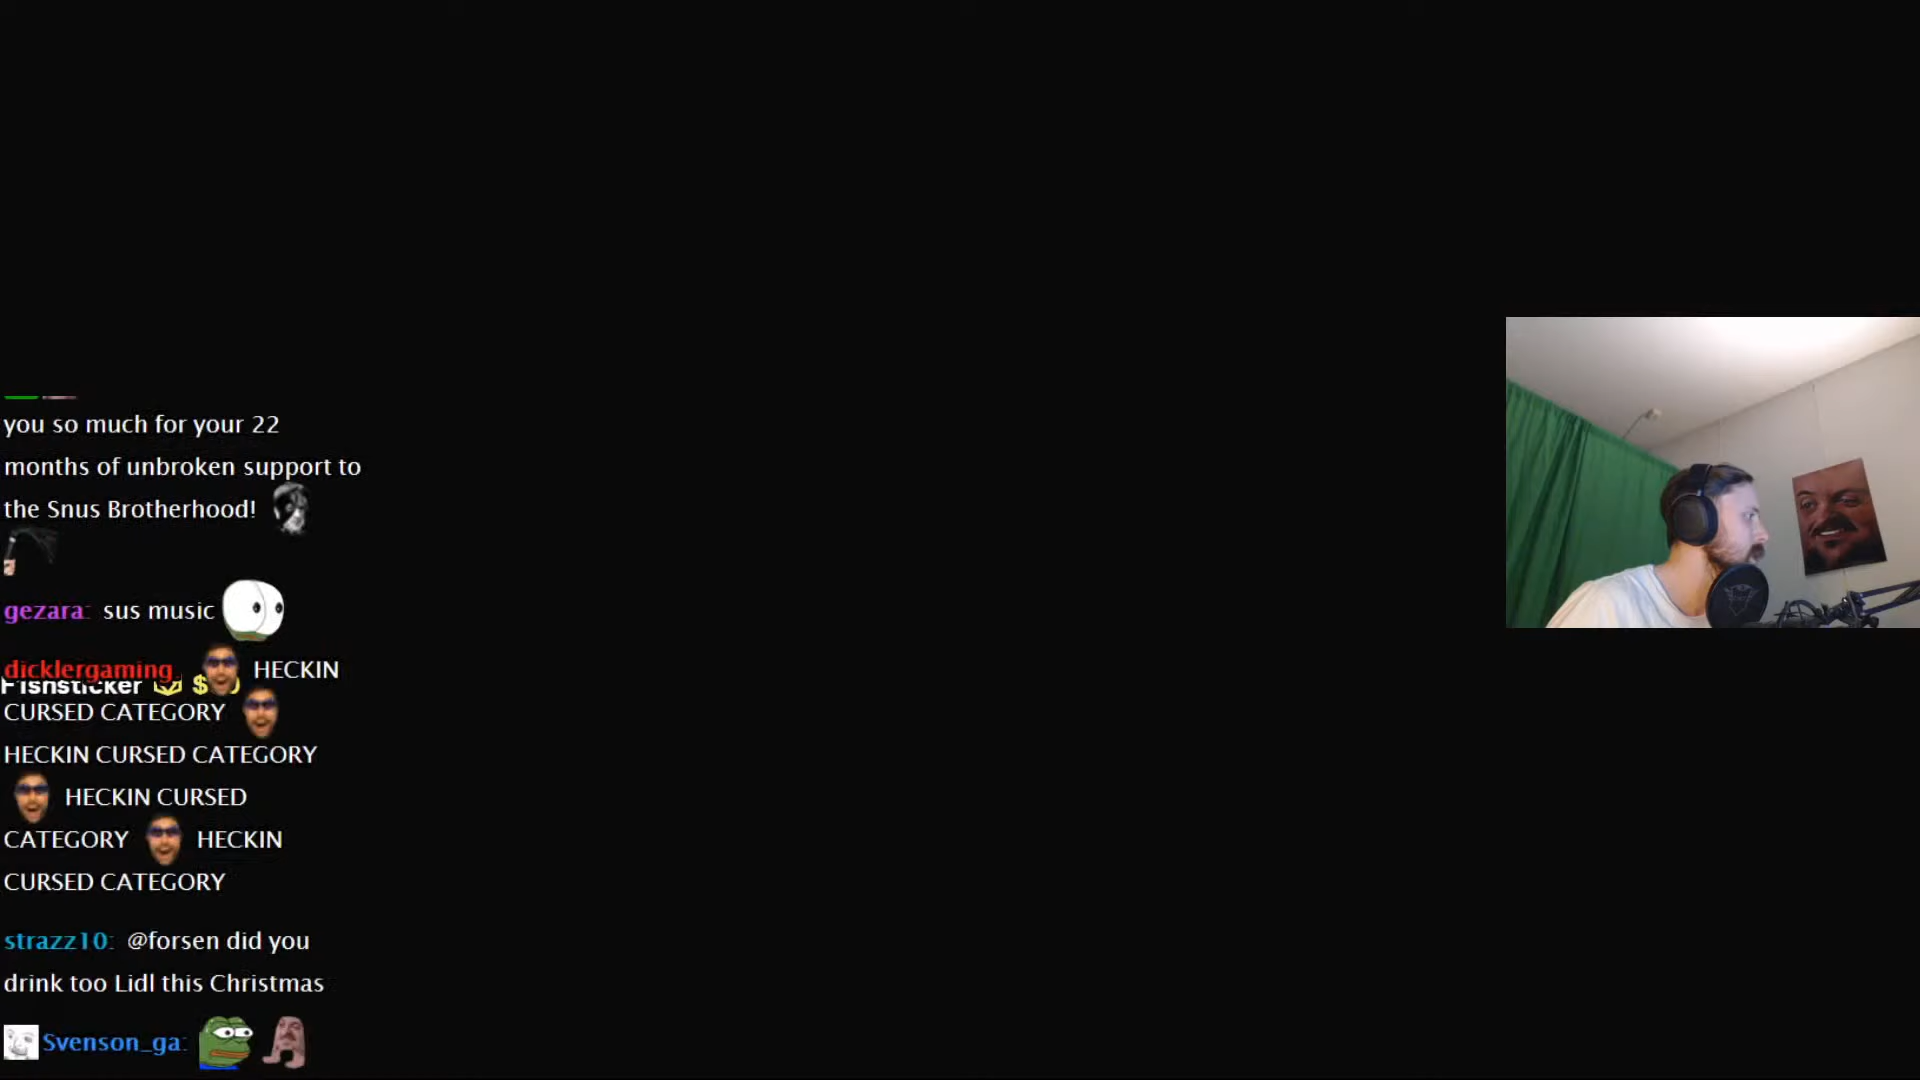 you so much for your 22
months of unbroken support to
the Snus Brotherhood!
gezara: sus music
dicklergaming: HECKIN
Fishsticker $
CURSED CATEGORY
HECKIN CURSED CATEGORY
HECKIN CURSED
CATEGORY HECKIN
CURSED CATEGORY
strazz10: @forsen did you
drink too Lidl this Christmas
Svenson_ga: